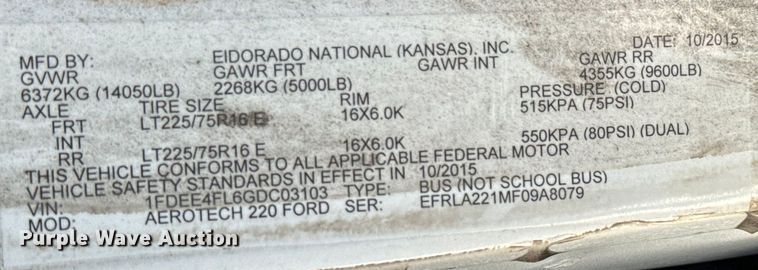 MFD BY: EIDORADO NATIONAL (KANSAS), INC. DATE: 10/2015
GVWR GAWR FRT GAWR INT GAWR RR
6372KG (14050LB) 2268KG (5000LB) 4355KG (9600LB)
AXLE TIRE SIZE RIM PRESSURE (COLD)
FRT LT225/75R16 E 16X6.0K 515KPA (75PSI)
INT
RR LT225/75R16 E 16X6.0K 550KPA (80PSI) (DUAL)
THIS VEHICLE CONFORMS TO ALL APPLICABLE FEDERAL MOTOR
VEHICLE SAFETY STANDARDS IN EFFECT IN 10/2015
VIN: 1FDEE4FL6GDC03103 TYPE: BUS (NOT SCHOOL BUS)
MOD: AEROTECH 220 FORD SER: EFRLA221MF09A8079
Purple Wave Auction